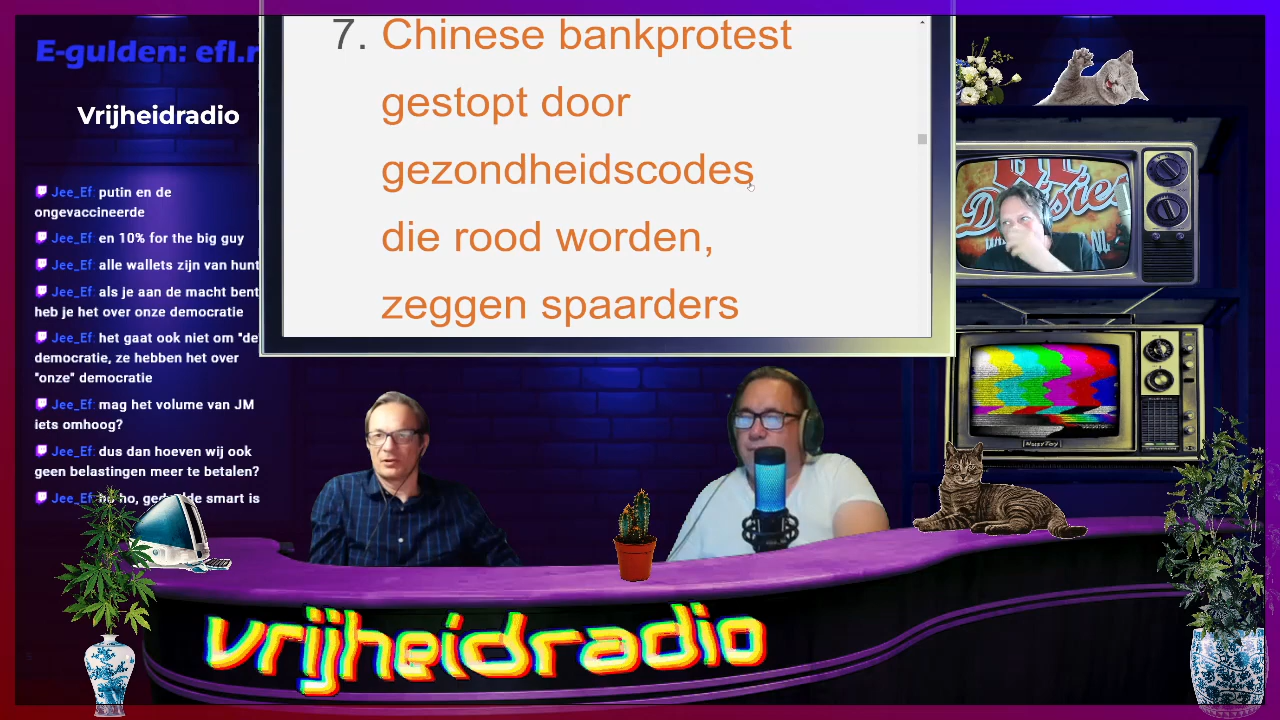 E-gulden: efl.r
Vrijheidradio
Jee_Ef: putin en de
ongevaccineerde
Jee_Ef: en 10% for the big guy
Jee_Ef: alle wallets zijn van hunt
Jee_Ef: als je aan de macht bent
heb je het over onze democratie
Jee_Ef: het gaat ook niet om "de
democratie, ze hebben het over
"onze" democratie
Jee_Ef: mag het volume van JM
iets omhoog?
Jee_Ef: dus dan hoeven wij ook
geen belastingen meer te betalen?
Jee_Ef: ho, smart is
7. Chinese bankprotest
gestopt door
gezondheidscodes
die rood worden,
zeggen spaarders
vrijheidradio